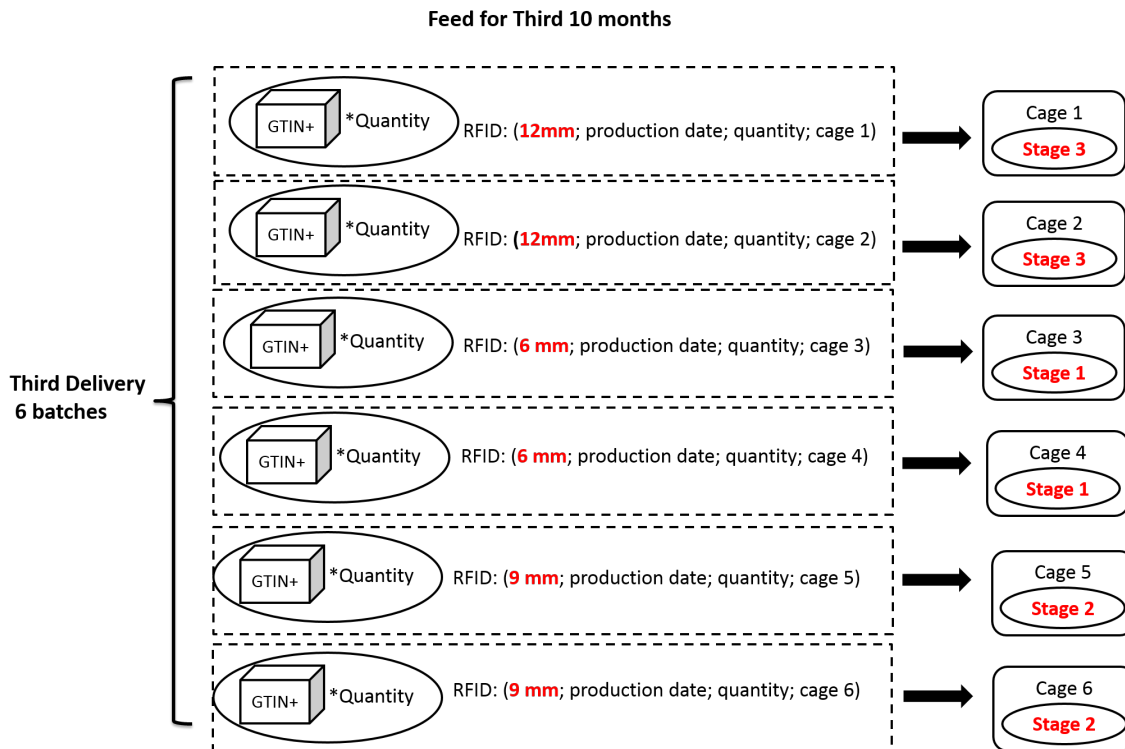 Feed for Third 10 months
GTIN+ *Quantity RFID: (12mm; production date; quantity; cage 1)
Cage 1
Stage 3
GTIN+ *Quantity RFID: (12mm; production date; quantity; cage 2)
Cage 2
Stage 3
GTIN+ *Quantity RFID: (6 mm; production date; quantity; cage 3)
Cage 3
Stage 1
Third Delivery
6 batches
GTIN+ *Quantity RFID: (6 mm; production date; quantity; cage 4)
Cage 4
Stage 1
GTIN+ *Quantity RFID: (9 mm; production date; quantity; cage 5)
Cage 5
Stage 2
GTIN+ *Quantity RFID: (9 mm; production date; quantity; cage 6)
Cage 6
Stage 2